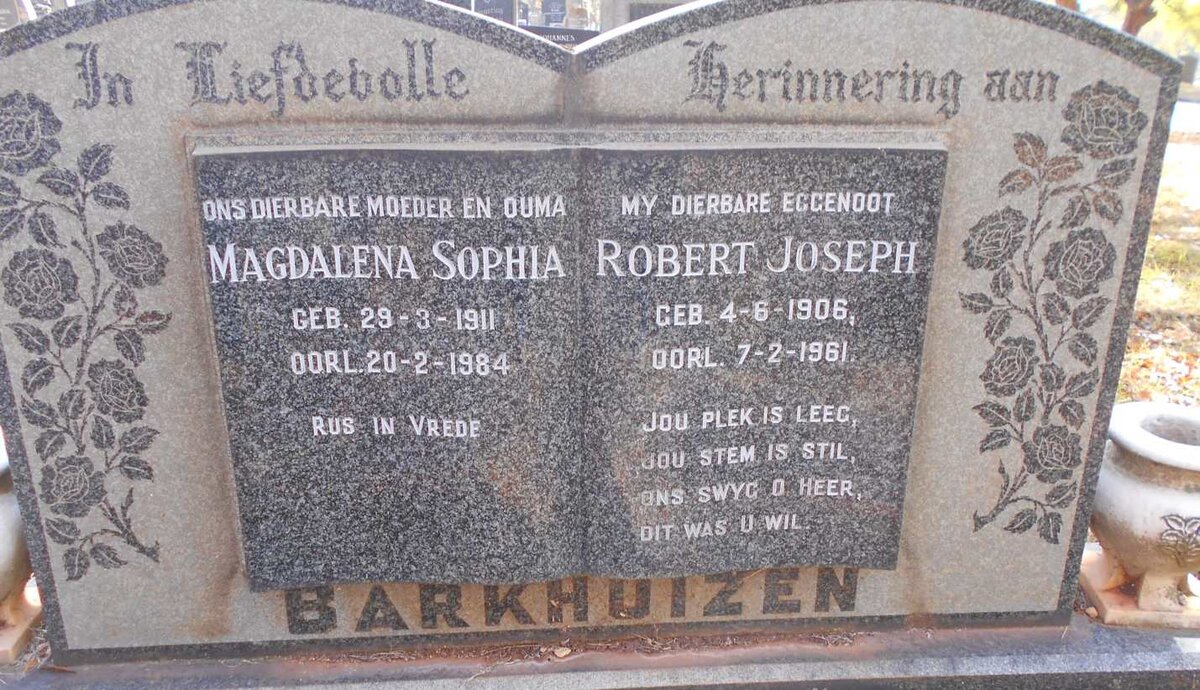 In Liefdevolle Herinnering aan
ONS DIERBARE MOEDER EN OUMA
MAGDALENA SOPHIA
GEB. 29-3-1911
OORL. 20-2-1984
RUS IN VREDE
MY DIERBARE EGGENOOT
ROBERT JOSEPH
GEB. 4-6-1906,
OORL. 7-2-1961.
JOU PLEK IS LEEG,
JOU STEM IS STIL,
ONS SWYG O HEER,
DIT WAS U WIL.
BARKHUIZEN